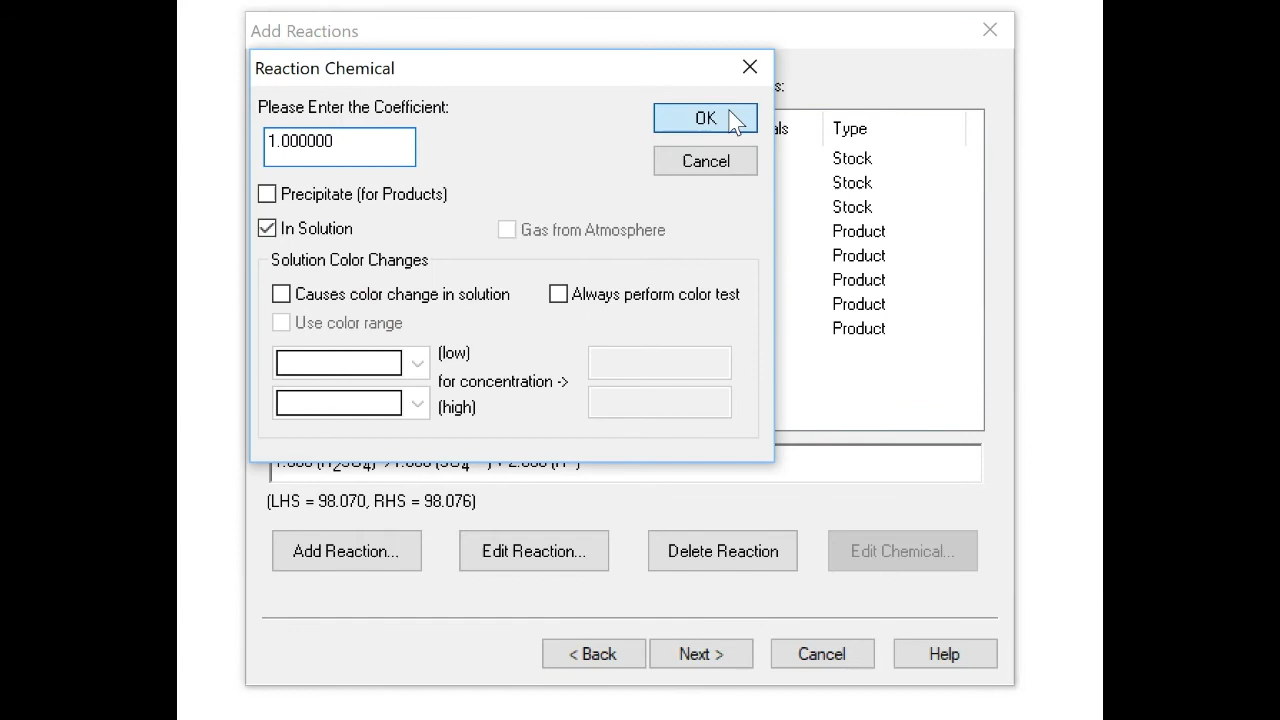 Add Reactions
Reaction Chemical
Please Enter the Coefficient:
1.000000
OK
Cancel
Precipitate (for Products)
In Solution
Gas from Atmosphere
Solution Color Changes
Causes color change in solution
Always perform color test
Use color range
(low)
for concentration ->
(high)
s:
als
Type
Stock
Stock
Stock
Product
Product
Product
Product
Product
(LHS = 98.070, RHS = 98.076)
Add Reaction...
Edit Reaction...
Delete Reaction
Edit Chemical...
< Back
Next >
Cancel
Help